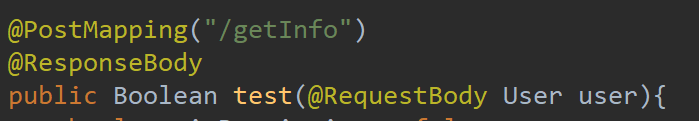 @PostMapping("/getInfo")
@ResponseBody
public Boolean test(@RequestBody User user){